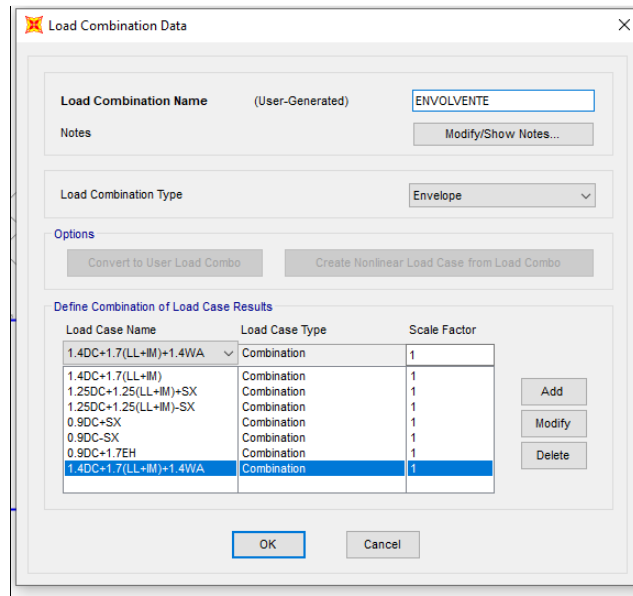 Load Combination Data
Load Combination Name (User-Generated) ENVOLVENTE
Notes Modify/Show Notes...
Load Combination Type Envelope
Options
Convert to User Load Combo Create Nonlinear Load Case from Load Combo
Define Combination of Load Case Results
Load Case Name Load Case Type Scale Factor
1.4DC+1.7(LL+IM)+1.4WA Combination 1
1.4DC+1.7(LL+IM) Combination 1
1.25DC+1.25(LL+IM)+SX Combination 1
1.25DC+1.25(LL+IM)-SX Combination 1
0.9DC+SX Combination 1
0.9DC-SX Combination 1
0.9DC+1.7EH Combination 1
1.4DC+1.7(LL+IM)+1.4WA Combination 1
Add
Modify
Delete
OK Cancel